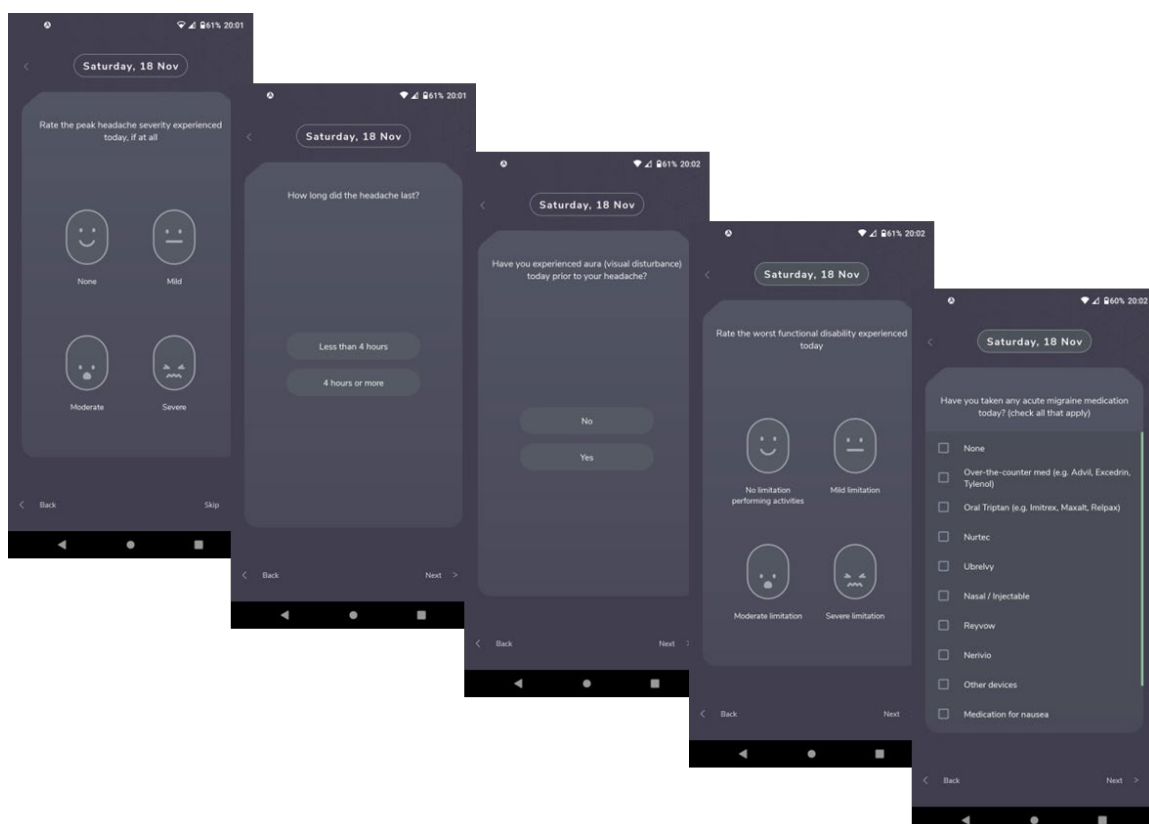 61% 20:01
Saturday, 18 Nov
Rate the peak headache severity experienced
today, if at all
None
Mild
Moderate
Severe
Back
Skip
61% 20:01
Saturday, 18 Nov
How long did the headache last?
Less than 4 hours
4 hours or more
Back
Next
61% 20:02
Saturday, 18 Nov
Have you experienced aura (visual disturbance)
today prior to your headache?
No
Yes
Back
Next
61% 20:02
Saturday, 18 Nov
Rate the worst functional disability experienced
today
No limitation
performing activities
Mild limitation
Moderate limitation
Severe limitation
Back
Next
60% 20:02
Saturday, 18 Nov
Have you taken any acute migraine medication
today? (check all that apply)
None
Over-the-counter med (e.g. Advil, Excedrin,
Tylenol)
Oral Triptan (e.g. Imitrex, Maxalt, Relpax)
Nurtec
Ubrelvy
Nasal / Injectable
Reyvow
Nerivio
Other devices
Medication for nausea
Back
Next